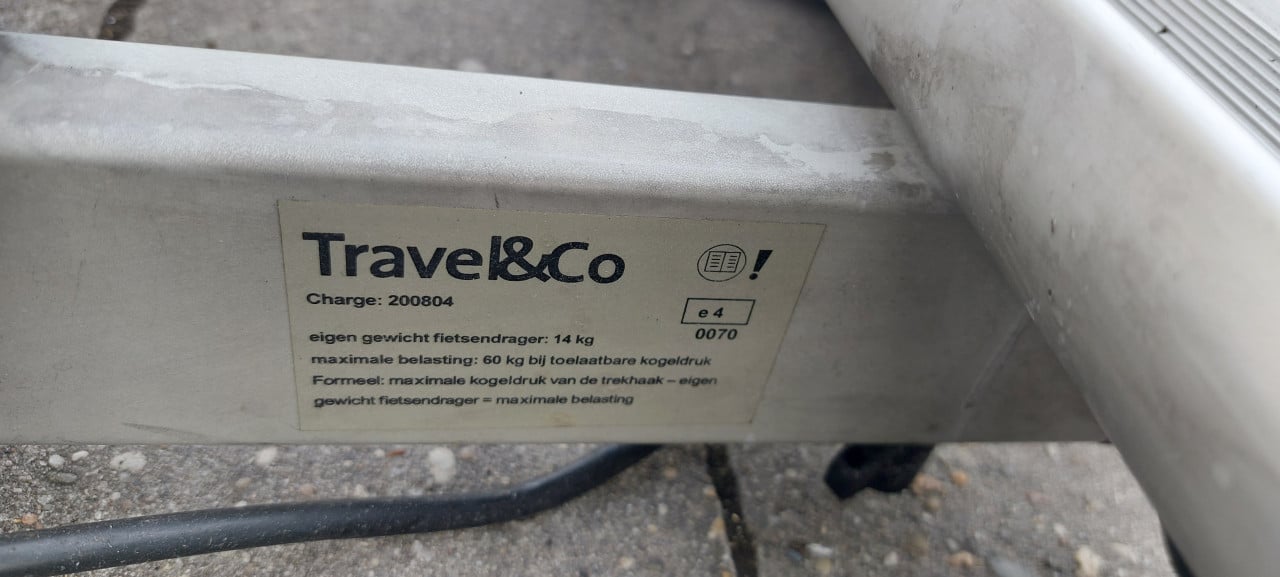 Travel&Co
!
Charge: 200804
e 4
0070
eigen gewicht fietsendrager: 14 kg
maximale belasting: 60 kg bij toelaatbare kogeldruk
Formeel: maximale kogeldruk van de trekhaak – eigen
gewicht fietsendrager = maximale belasting